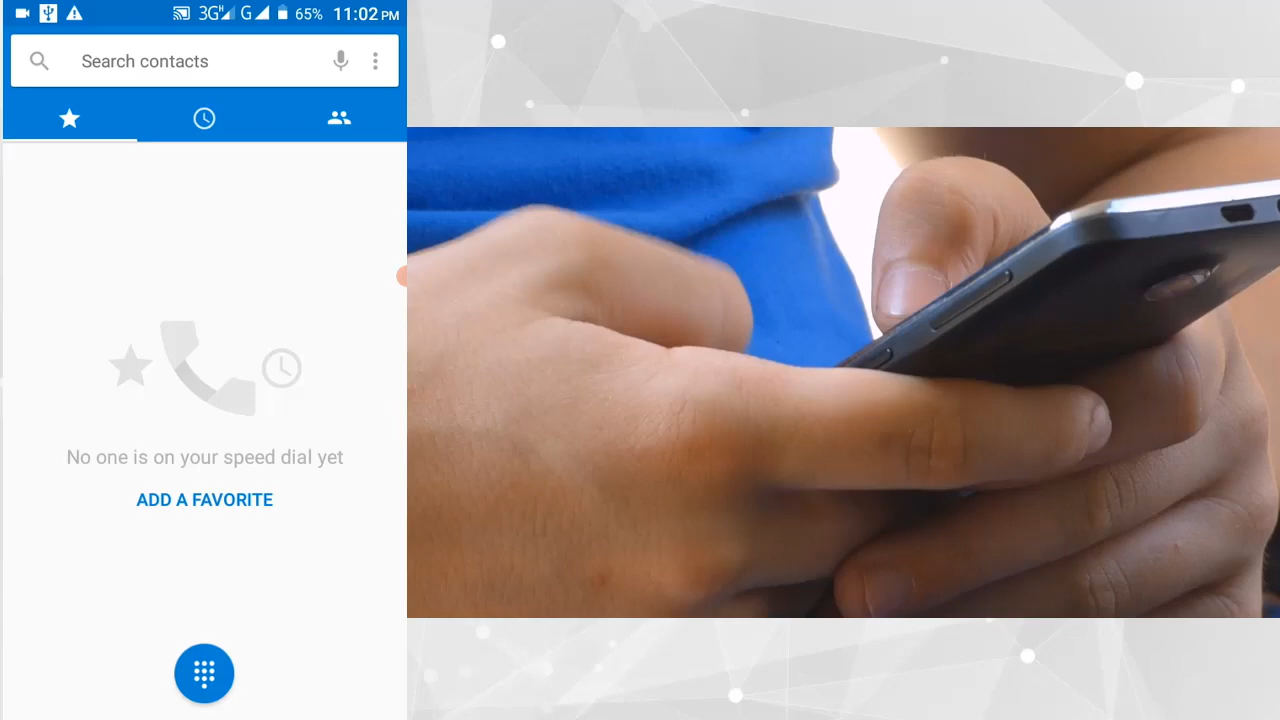 3G H G 65% 11:02 PM
Search contacts
No one is on your speed dial yet
ADD A FAVORITE